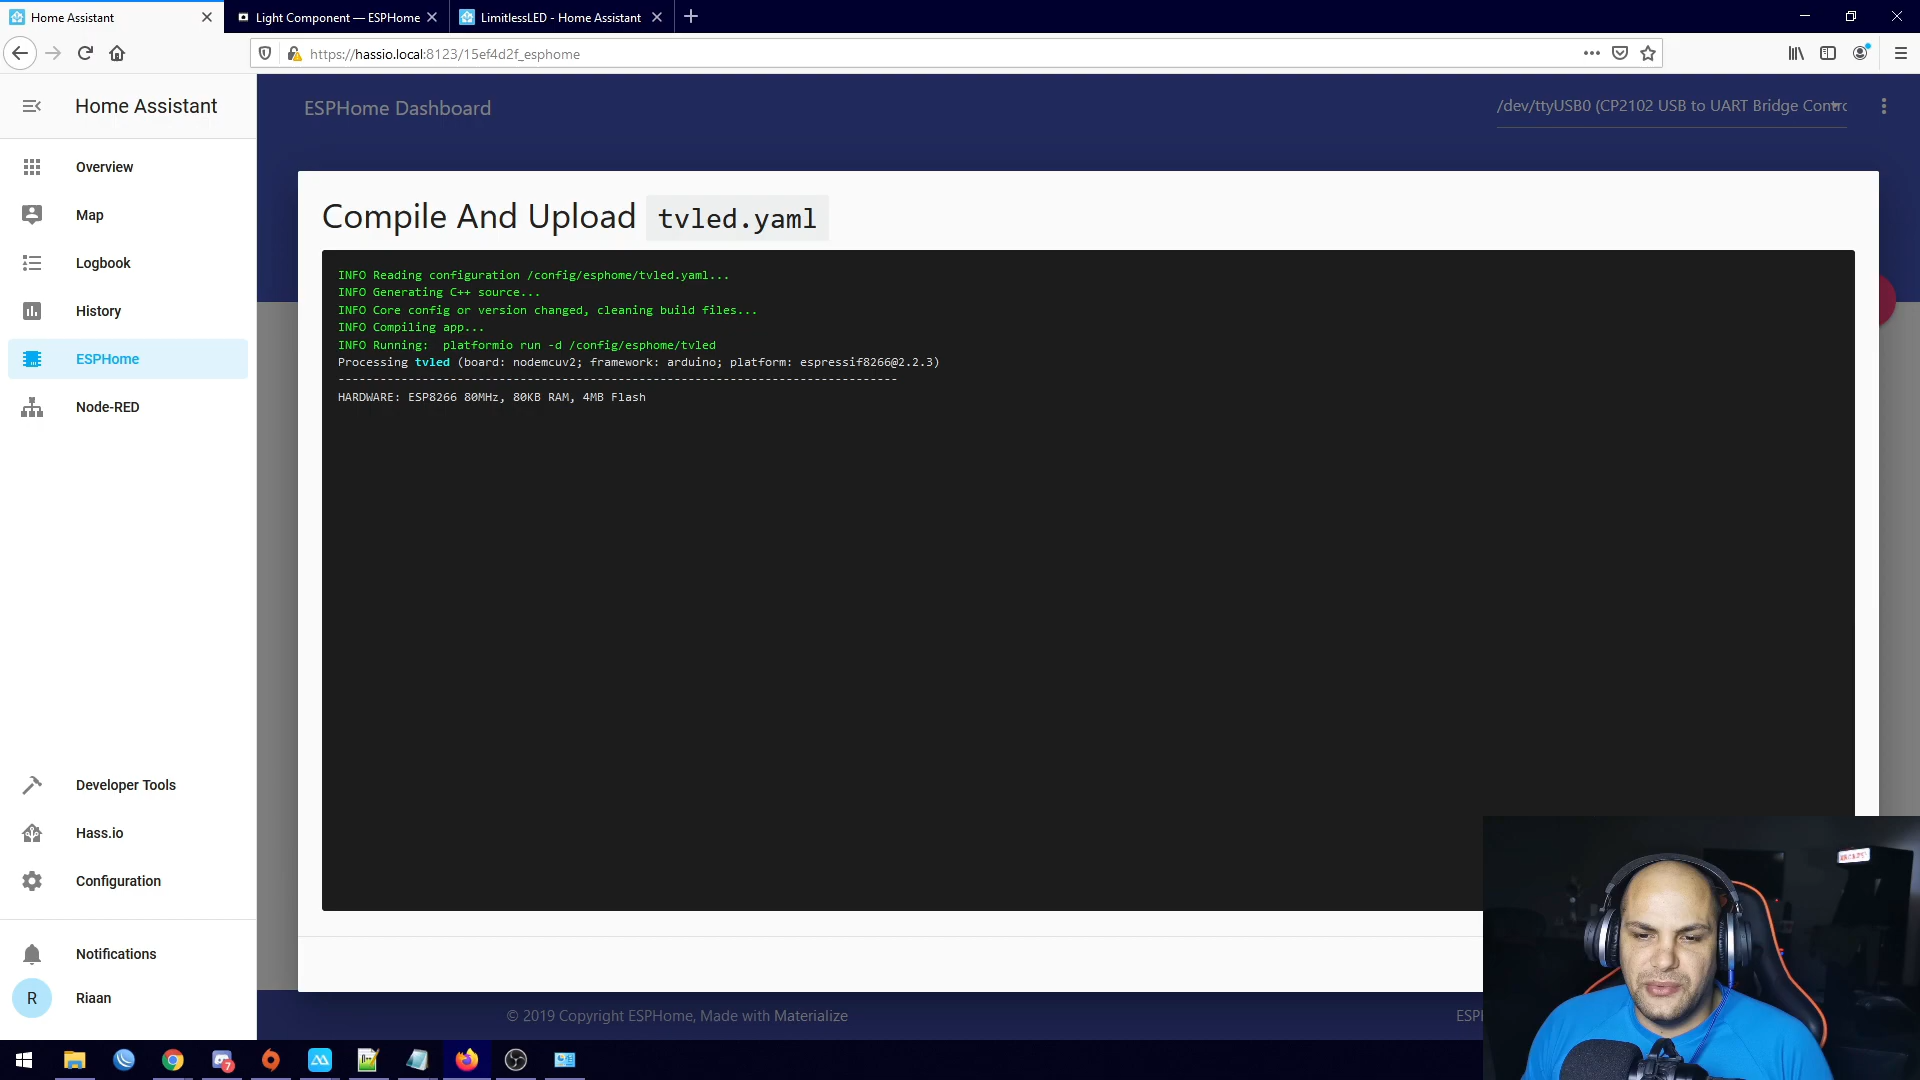 Home Assistant
Light Component — ESPHome
LimitlessLED - Home Assistant
https://hassio.local:8123/15ef4d2f_esphome
Home Assistant
ESPHome Dashboard
/dev/ttyUSB0 (CP2102 USB to UART Bridge Contro
Overview
Map
Logbook
History
ESPHome
Node-RED
Developer Tools
Hass.io
Configuration
Notifications
R
Riaan
Compile And Upload tvled.yaml
INFO Reading configuration /config/esphome/tvled.yaml...
INFO Generating C++ source...
INFO Core config or version changed, cleaning build files...
INFO Compiling app...
INFO Running:  platformio run -d /config/esphome/tvled
Processing tvled (board: nodemcuv2; framework: arduino; platform: espressif8266@2.2.3)
--------------------------------------------------------------------------------
HARDWARE: ESP8266 80MHz, 80KB RAM, 4MB Flash
© 2019 Copyright ESPHome, Made with Materialize
ESPH
7